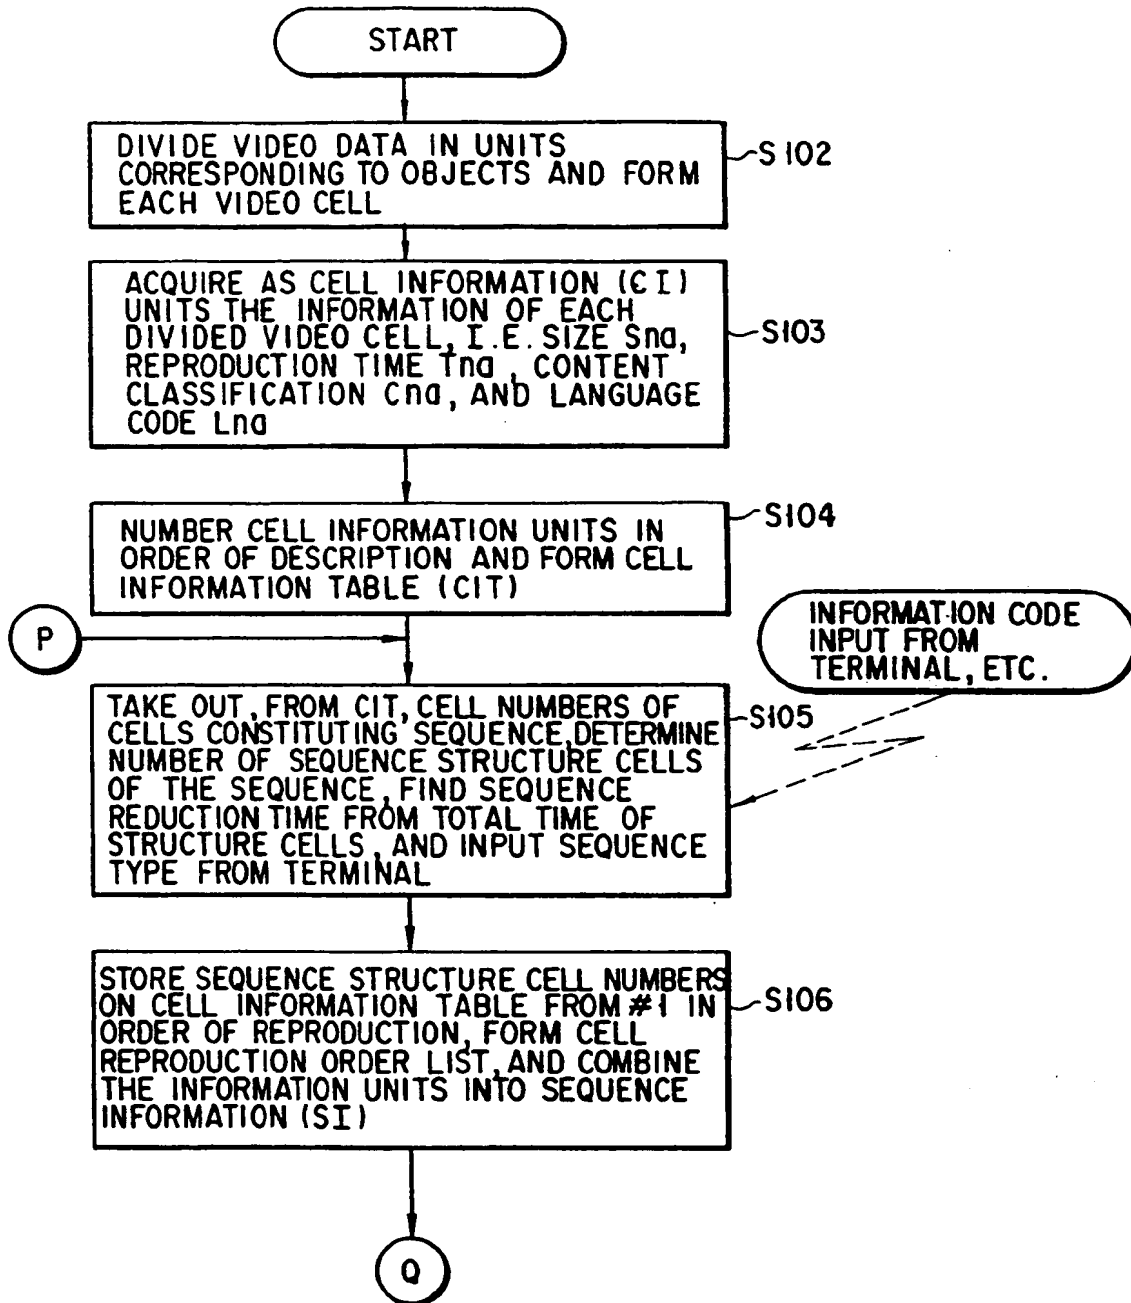 START
DIVIDE VIDEO DATA IN UNITS
CORRESPONDING TO OBJECTS AND FORM
EACH VIDEO CELL
S102
ACQUIRE AS CELL INFORMATION (CI)
UNITS THE INFORMATION OF EACH
DIVIDED VIDEO CELL, I.E. SIZE Sna,
REPRODUCTION TIME Tna, CONTENT
CLASSIFICATION Cna, AND LANGUAGE
CODE Lna
S103
NUMBER CELL INFORMATION UNITS IN
ORDER OF DESCRIPTION AND FORM CELL
INFORMATION TABLE (CIT)
S104
P
INFORMATION CODE
INPUT FROM
TERMINAL, ETC.
TAKE OUT, FROM CIT, CELL NUMBERS OF
CELLS CONSTITUTING SEQUENCE, DETERMINE
NUMBER OF SEQUENCE STRUCTURE CELLS
OF THE SEQUENCE, FIND SEQUENCE
REDUCTION TIME FROM TOTAL TIME OF
STRUCTURE CELLS, AND INPUT SEQUENCE
TYPE FROM TERMINAL
S105
STORE SEQUENCE STRUCTURE CELL NUMBERS
ON CELL INFORMATION TABLE FROM #1 IN
ORDER OF REPRODUCTION, FORM CELL
REPRODUCTION ORDER LIST, AND COMBINE
THE INFORMATION UNITS INTO SEQUENCE
INFORMATION (SI)
S106
Q